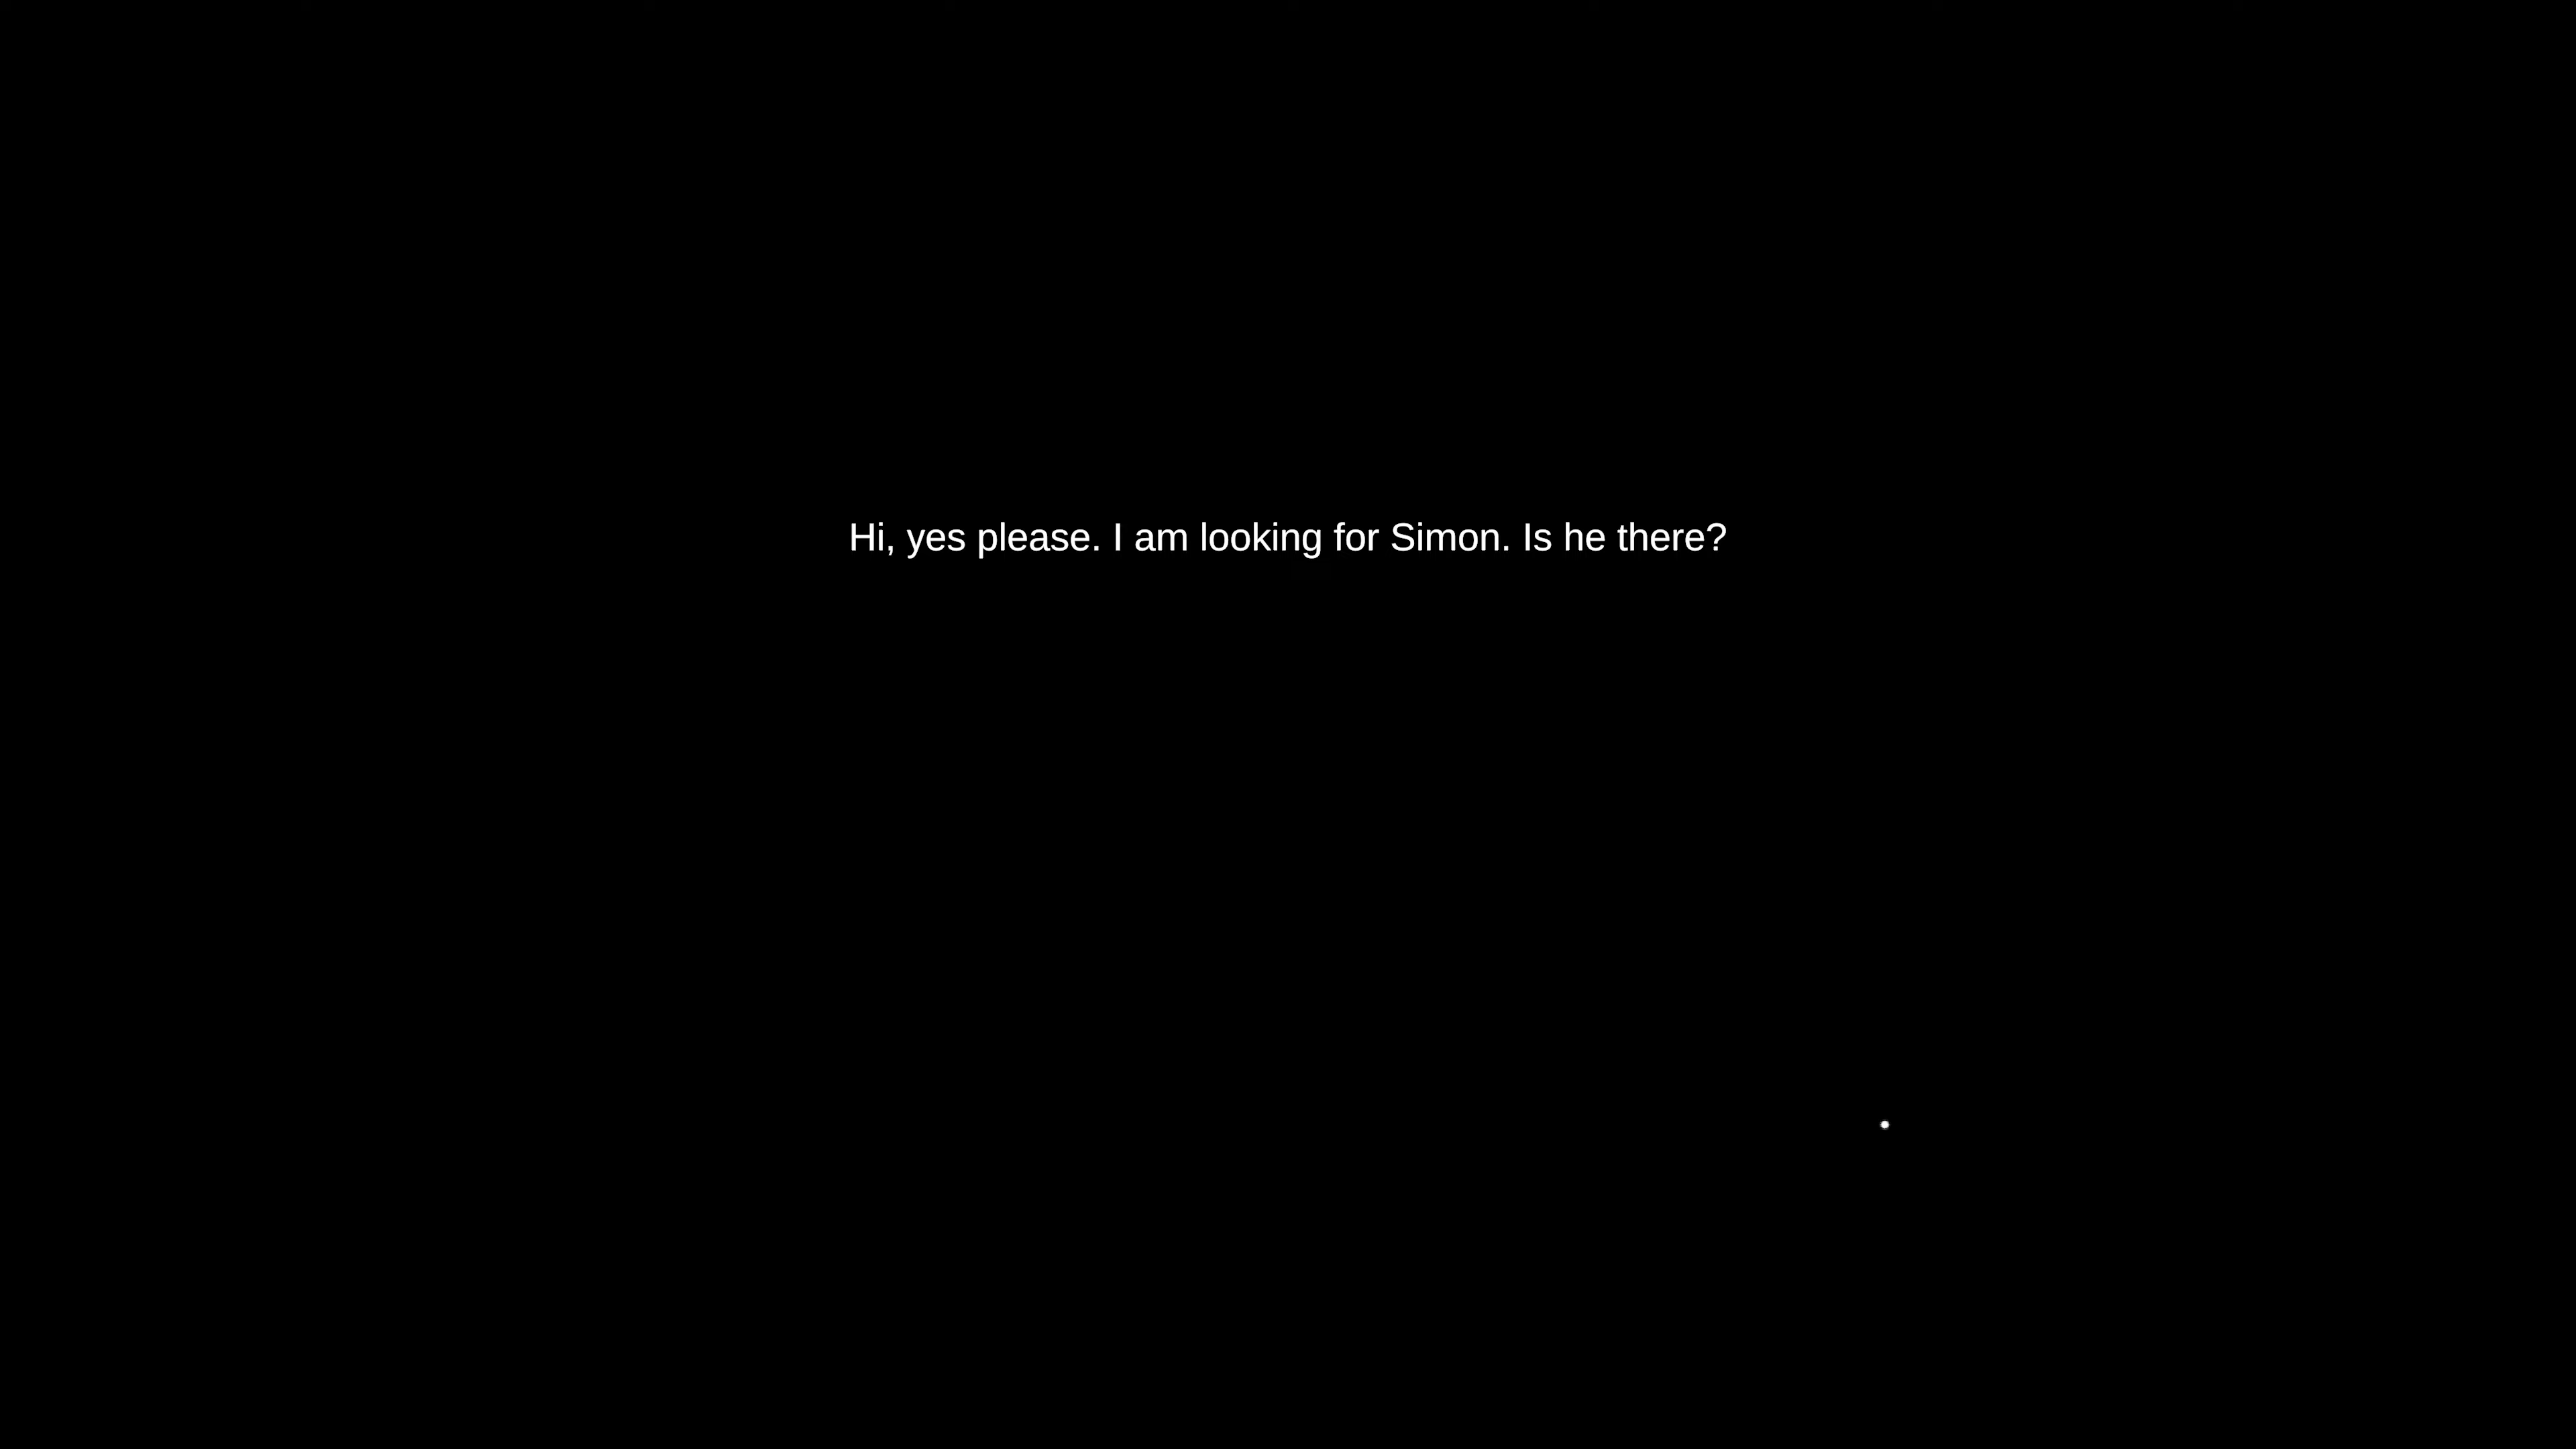 Hi, yes please. I am looking for Simon. Is he there?